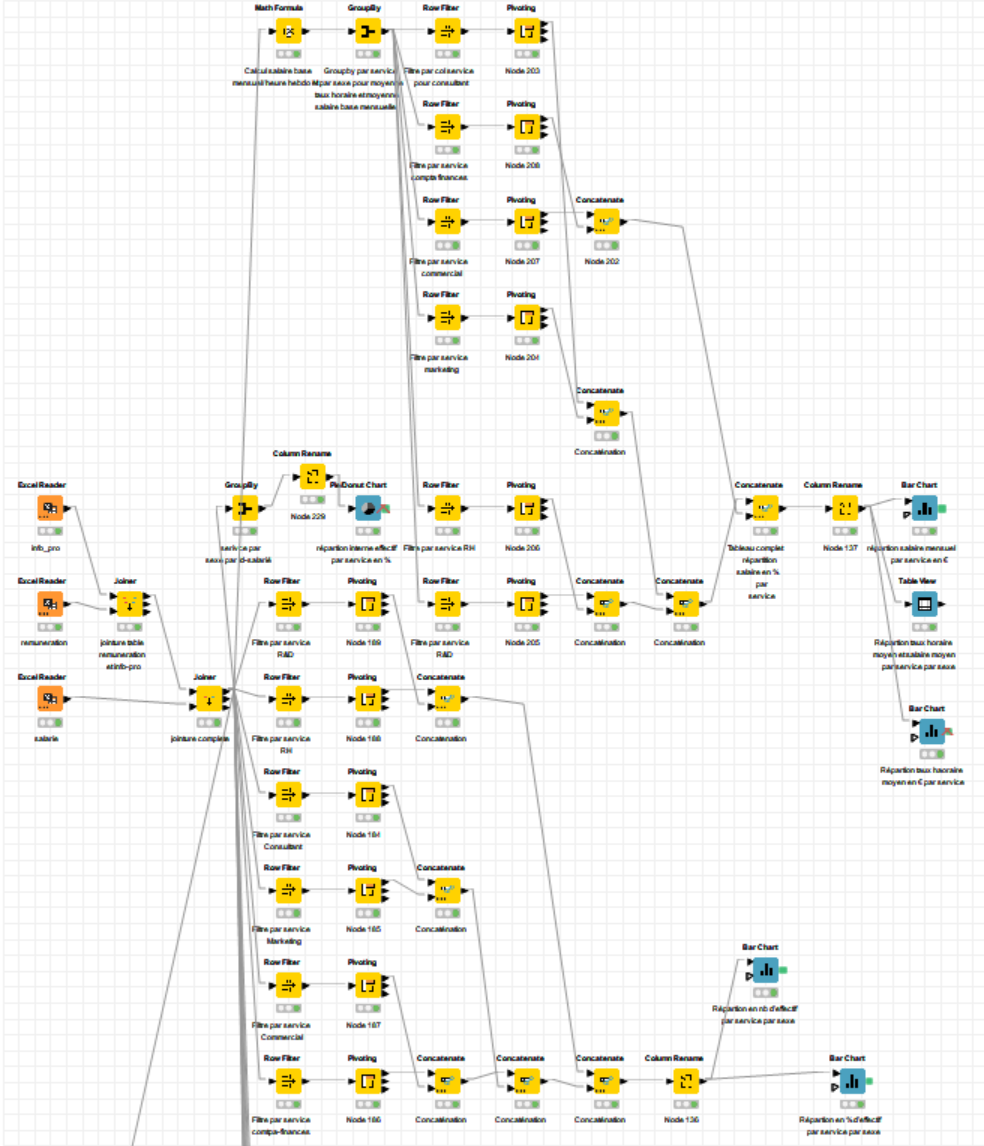 Math Formula
GroupBy
Row Filter
Pivoting
Calcul salaire base
mensuel/heure hebdo
Groupby par service
par sexe pour moyenne
taux horaire et moyenne
salaire base mensuelle
Filtre par col service
pour consultant
Node 203
Row Filter
Pivoting
Filtre par service
compta finances
Node 208
Row Filter
Pivoting
Concatenate
Filtre par service
commercial
Node 207
Node 202
Row Filter
Pivoting
Filtre par service
marketing
Node 204
Concatenate
Concaténation
Column Rename
Node 229
Excel Reader
GroupBy
Donut Chart
Row Filter
Pivoting
Concatenate
Column Rename
Bar Chart
info_pro
serivce par
sexe par id-salarié
répartion interne effectif
par service en %
Filtre par service RH
Node 206
Tableau complet
répartition
salaire en %
par
service
Node 137
répartion salaire mensuel
par service en €
Excel Reader
Joiner
Row Filter
Pivoting
Row Filter
Pivoting
Concatenate
Concatenate
Table View
remuneration
jointure table
remuneration
et info-pro
Filtre par service
R&D
Node 189
Filtre par service
R&D
Node 205
Concaténation
Concaténation
Répartion taux horaire
moyen et salaire moyen
par service par sexe
Excel Reader
Joiner
Row Filter
Pivoting
Concatenate
salarie
jointure complete
Filtre par service
RH
Node 188
Concatenation
Bar Chart
Répartion taux haoraire
moyen en € par service
Row Filter
Pivoting
Filtre par service
Consultant
Node 184
Row Filter
Pivoting
Concatenate
Filtre par service
Marketing
Node 185
Concaténation
Row Filter
Pivoting
Filtre par service
Commercial
Node 187
Bar Chart
Répartion en nb d'effectif
par service par sexe
Row Filter
Pivoting
Concatenate
Concatenate
Concatenate
Column Rename
Bar Chart
Filtre par service
comtpa-finances
Node 186
Concaténation
Concaténation
Concaténation
Node 136
Répartion en % d'effectif
par service par sexe